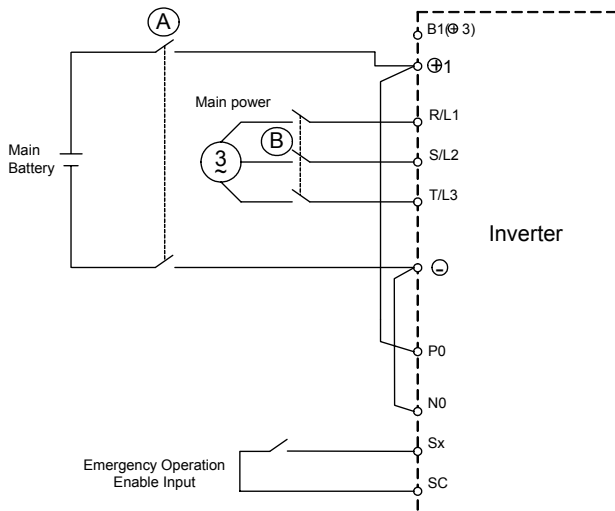 A
B1(⊕ 3)
⊕1
Main power
R/L1
Main
Battery
3
~
B
S/L2
T/L3
Inverter
⊖
P0
N0
Sx
Emergency Operation
Enable Input
SC